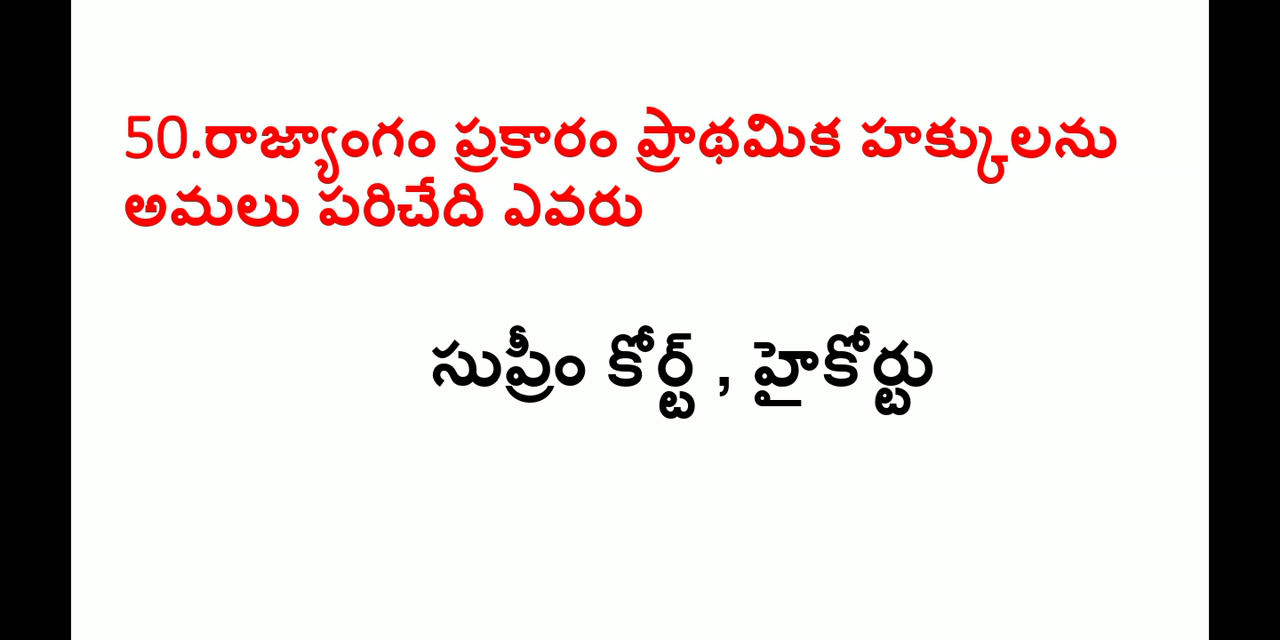 50.రాజ్యాంగం ప్రకారం ప్రాథమిక హక్కులను
అమలు పరిచేది ఎవరు
సుప్రీం కోర్ట్ , హైకోర్టు